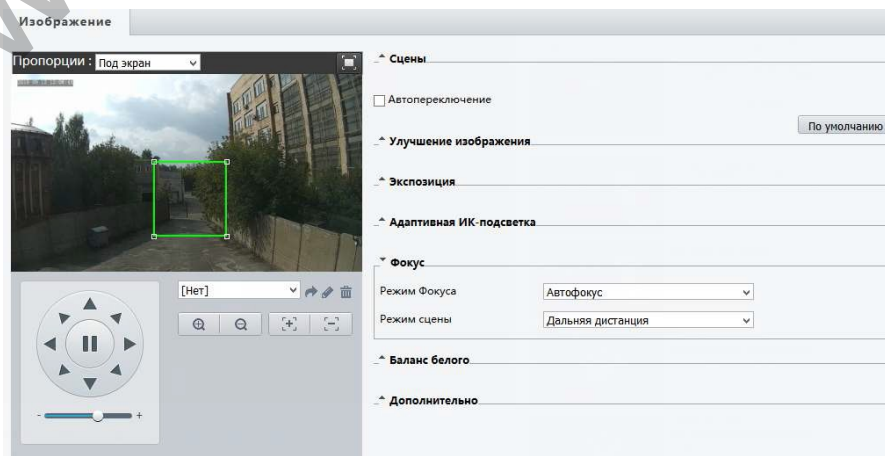 Изображение
Пропорции : Под экран
Сцены
Автопереключение
По умолчанию
Улучшение изображения
Экспозиция
Адаптивная ИК-подсветка
Фокус
[Нет]
Режим Фокуса Автофокус
Режим сцены Дальняя дистанция
Баланс белого
Дополнительно
- +